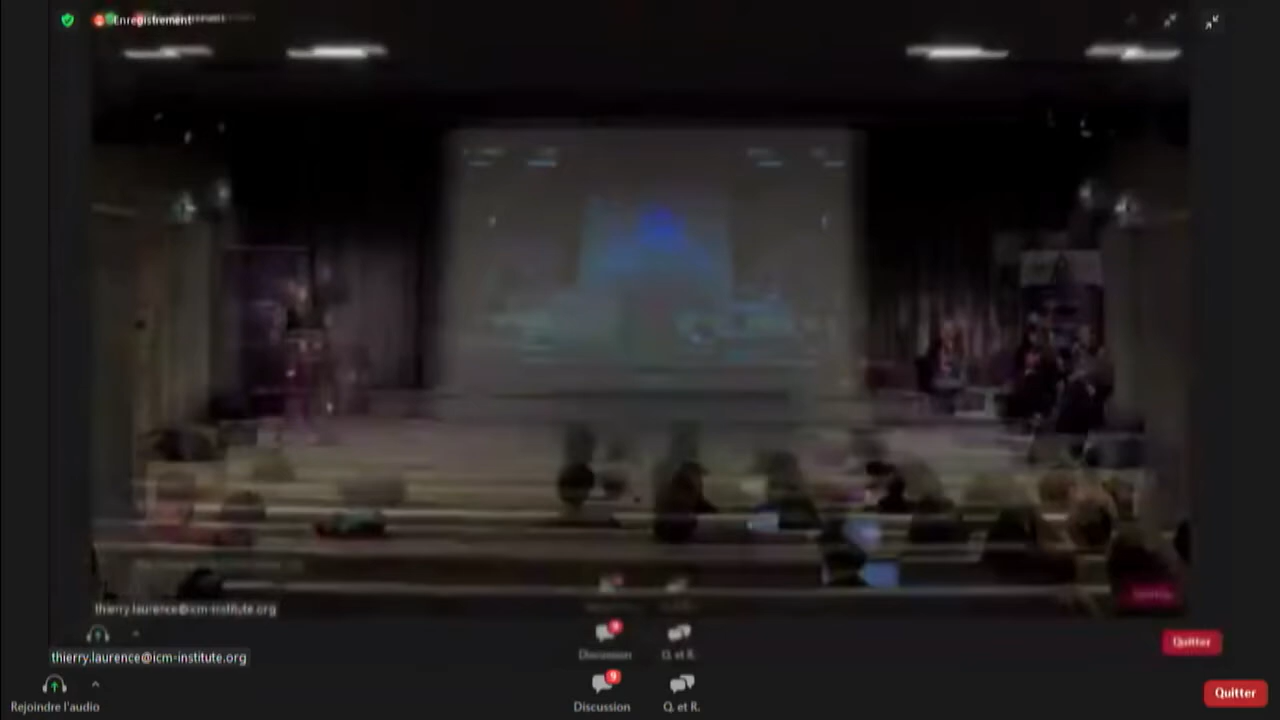 Enregistrement
thierry.laurence@icm-institute.org
Discussion
Q. et R.
Quitter
thierry.laurence@icm-institute.org
9
Rejoindre l'audio
Discussion
Q. et R.
Quitter